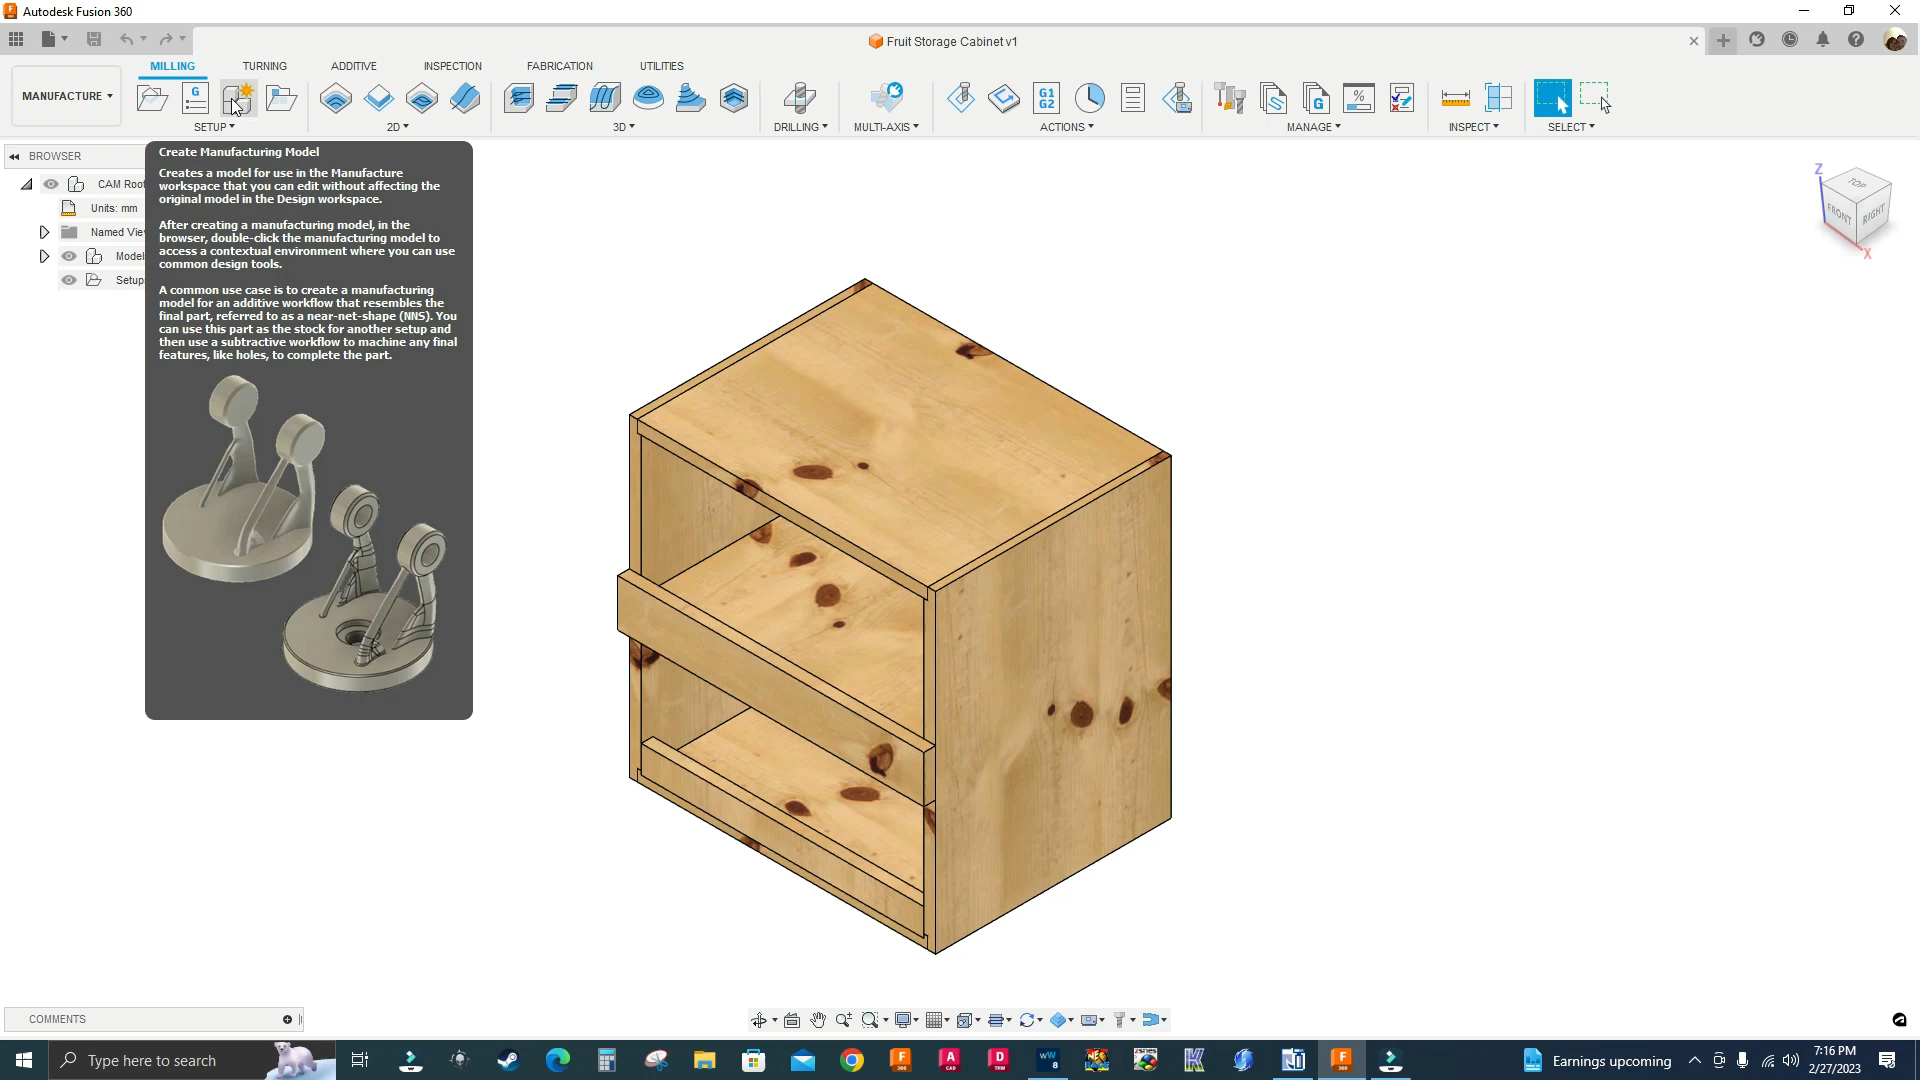 Autodesk Fusion 360
Fruit Storage Cabinet v1
MILLING TURNING ADDITIVE INSPECTION FABRICATION UTILITIES
MANUFACTURE
G G1 G2 G %
SETUP 2D 3D DRILLING MULTI-AXIS ACTIONS MANAGE INSPECT SELECT
BROWSER
CAM Root
Units: mm
Named Vie
Models
Setups
Create Manufacturing Model
Creates a model for use in the Manufacture
workspace that you can edit without affecting the
original model in the Design workspace.
After creating a manufacturing model, in the
browser, double-click the manufacturing model to
access a contextual environment where you can use
common design tools.
A common use case is to create a manufacturing
model for an additive workflow that resembles the
final part, referred to as a near-net-shape (NNS). You
can use this part as the stock for another setup and
then use a subtractive workflow to machine any final
features, like holes, to complete the part.
Z
TOP
FRONT RIGHT
X
COMMENTS
Type here to search
Earnings upcoming
7:16 PM
2/27/2023